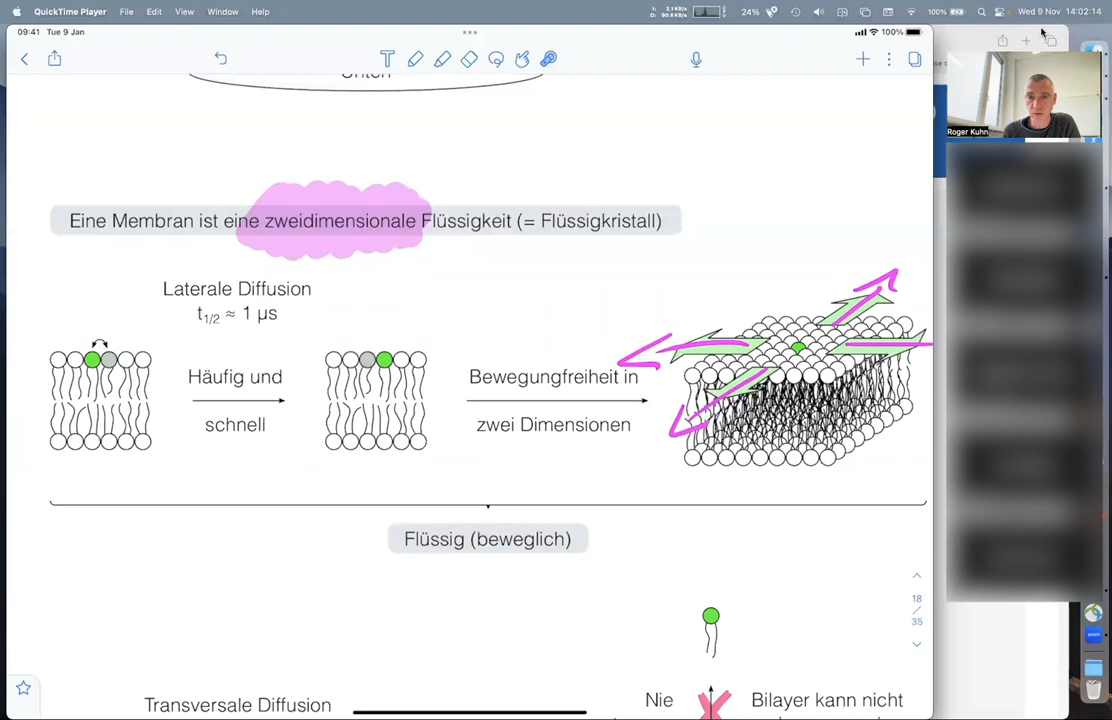 QuickTime Player File Edit View Window Help
24%
100%
Wed 9 Nov 14:02:14
09:41 Tue 9 Jan
100%
T
Roger Kuhn
Eine Membran ist eine zweidimensionale Flüssigkeit (= Flüssigkristall)
Laterale Diffusion
t1/2 ≈ 1 µs
Häufig und
schnell
Bewegungfreiheit in
zwei Dimensionen
Flüssig (beweglich)
18
/
35
Transversale Diffusion
Nie
Bilayer kann nicht
zoom